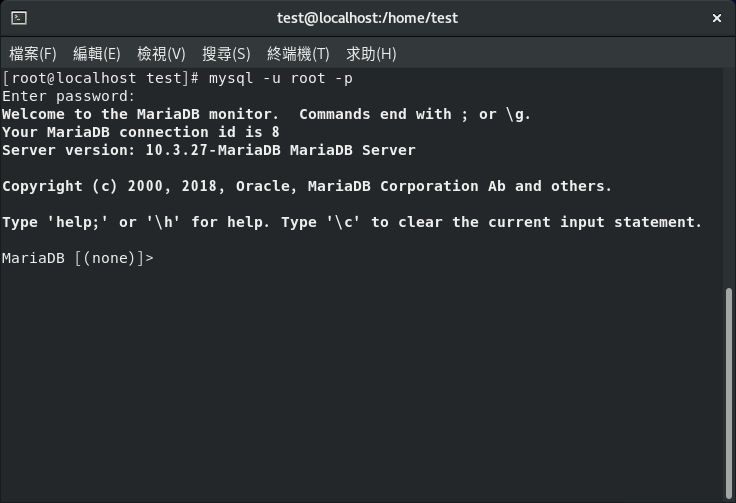 test@localhost:/home/test
檔案(F) 編輯(E) 檢視(V) 搜尋(S) 終端機(T) 求助(H)
[root@localhost test]# mysql -u root -p
Enter password:
Welcome to the MariaDB monitor.  Commands end with ; or \g.
Your MariaDB connection id is 8
Server version: 10.3.27-MariaDB MariaDB Server
Copyright (c) 2000, 2018, Oracle, MariaDB Corporation Ab and others.
Type 'help;' or '\h' for help. Type '\c' to clear the current input statement.
MariaDB [(none)]>